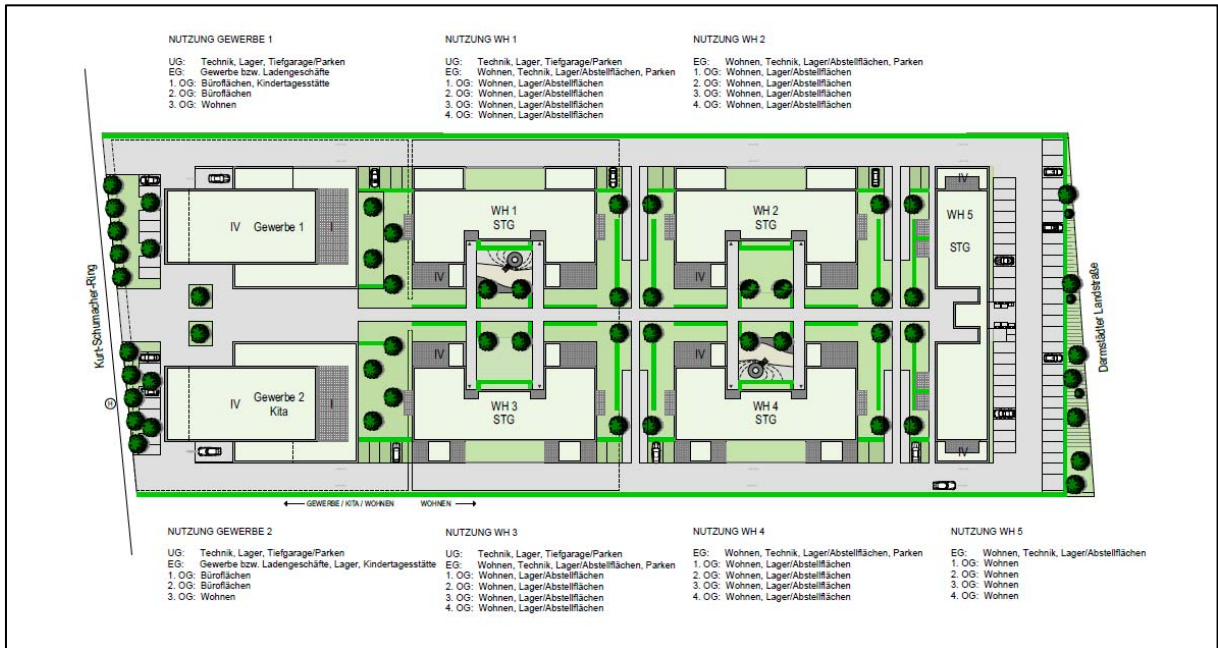 NUTZUNG GEWERBE 1
UG: Technik, Lager, Tiefgarage/Parken
EG: Gewerbe bzw. Ladengeschäfte
1. OG: Büroflächen, Kindertagesstätte
2. OG: Büroflächen
3. OG: Wohnen
NUTZUNG WH 1
UG: Technik, Lager, Tiefgarage/Parken
EG: Wohnen, Technik, Lager/Abstellflächen, Parken
1. OG: Wohnen, Lager/Abstellflächen
2. OG: Wohnen, Lager/Abstellflächen
3. OG: Wohnen, Lager/Abstellflächen
4. OG: Wohnen, Lager/Abstellflächen
NUTZUNG WH 2
EG: Wohnen, Technik, Lager/Abstellflächen, Parken
1. OG: Wohnen, Lager/Abstellflächen
2. OG: Wohnen, Lager/Abstellflächen
3. OG: Wohnen, Lager/Abstellflächen
4. OG: Wohnen, Lager/Abstellflächen
Kurt-Schumacher-Ring
H
IV Gewerbe 1 I
WH 1
STG
IV
WH 2
STG
IV
IV
WH 5
STG
IV
Darmstädter Landstraße
IV Gewerbe 2 I
Kita
IV
WH 3
STG
IV
WH 4
STG
GEWERBE / KITA / WOHNEN WOHNEN
NUTZUNG GEWERBE 2
UG: Technik, Lager, Tiefgarage/Parken
EG: Gewerbe bzw. Ladengeschäfte, Lager, Kindertagesstätte
1. OG: Büroflächen
2. OG: Büroflächen
3. OG: Wohnen
NUTZUNG WH 3
UG: Technik, Lager, Tiefgarage/Parken
EG: Wohnen, Technik, Lager/Abstellflächen, Parken
1. OG: Wohnen, Lager/Abstellflächen
2. OG: Wohnen, Lager/Abstellflächen
3. OG: Wohnen, Lager/Abstellflächen
4. OG: Wohnen, Lager/Abstellflächen
NUTZUNG WH 4
EG: Wohnen, Technik, Lager/Abstellflächen, Parken
1. OG: Wohnen, Lager/Abstellflächen
2. OG: Wohnen, Lager/Abstellflächen
3. OG: Wohnen, Lager/Abstellflächen
4. OG: Wohnen, Lager/Abstellflächen
NUTZUNG WH 5
EG: Wohnen, Technik, Lager/Abstellflächen
1. OG: Wohnen
2. OG: Wohnen
3. OG: Wohnen
4. OG: Wohnen